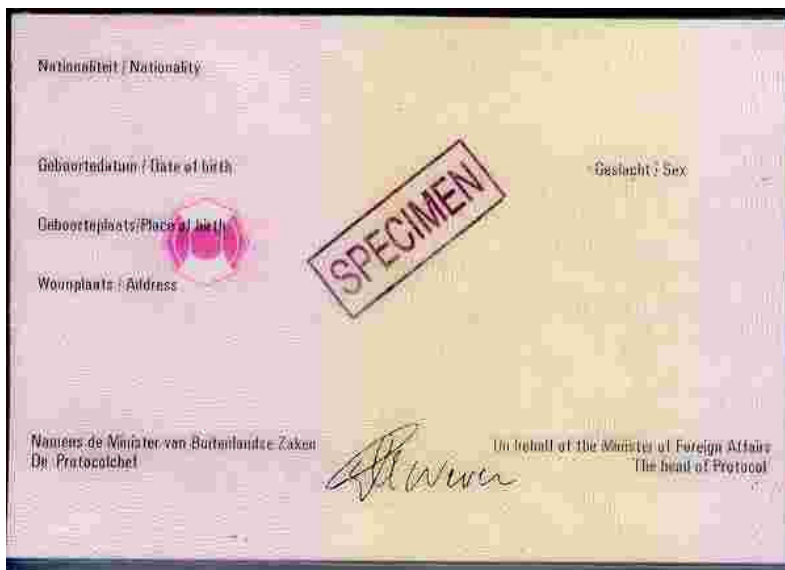 Nationaliteit / Nationality
Geboortedatum / Date of birth
Geslacht / Sex
Geboorteplaats/Place of birth
SPECIMEN
Woonplaats / Address
Namens de Minister van Buitenlandse Zaken
De Protocolchef
On behalf of the Minister of Foreign Affairs
The head of Protocol